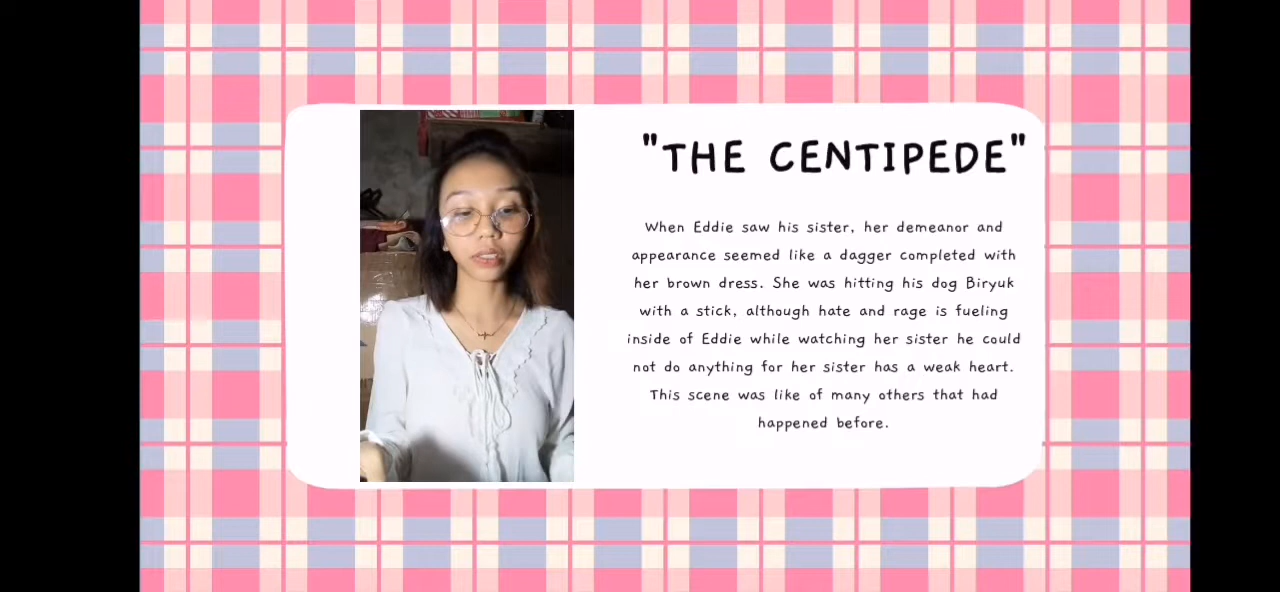 "THE CENTIPEDE"
When Eddie saw his sister, her demeanor and
appearance seemed like a dagger completed with
her brown dress. She was hitting his dog Biryuk
with a stick, although hate and rage is fueling
inside of Eddie while watching her sister he could
not do anything for her sister has a weak heart.
This scene was like of many others that had
happened before.